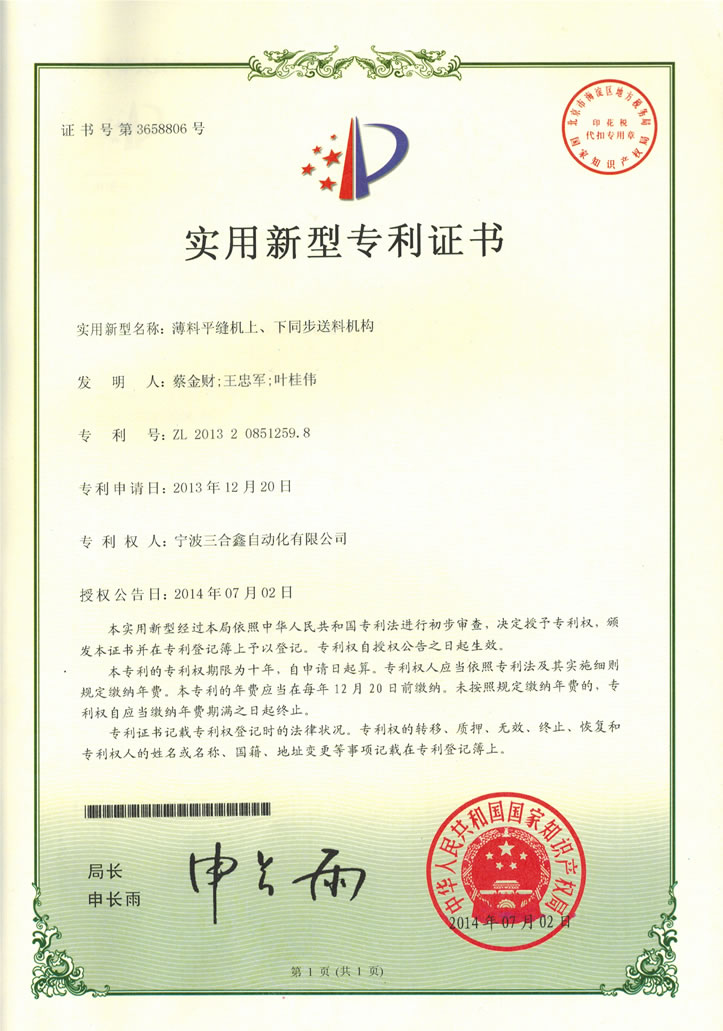 证书号第3658806号
北京市海淀区地方税务局
印花税
代扣专用章
国家知识产权局
实用新型专利证书
实用新型名称：薄料平缝机上、下同步送料机构
发 明 人：蔡金财;王忠军;叶桂伟
专 利 号：ZL 2013 2 0851259.8
专利申请日：2013年12月20日
专 利 权 人：宁波三合鑫自动化有限公司
授权公告日：2014年07月02日
本实用新型经过本局依照中华人民共和国专利法进行初步审查，决定授予专利权，颁
发本证书并在专利登记簿上予以登记。专利权自授权公告之日起生效。
本专利的专利权期限为十年，自申请日起算。专利权人应当依照专利法及其实施细则
规定缴纳年费。本专利的年费应当在每年12月20日前缴纳。未按照规定缴纳年费的，专
利权自应当缴纳年费期满之日起终止。
专利证书记载专利权登记时的法律状况。专利权的转移、质押、无效、终止、恢复和
专利权人的姓名或名称、国籍、地址变更等事项记载在专利登记簿上。
局长
申长雨
申长雨
中华人民共和国国家知识产权局
2014年07月02日
第1页(共1页)